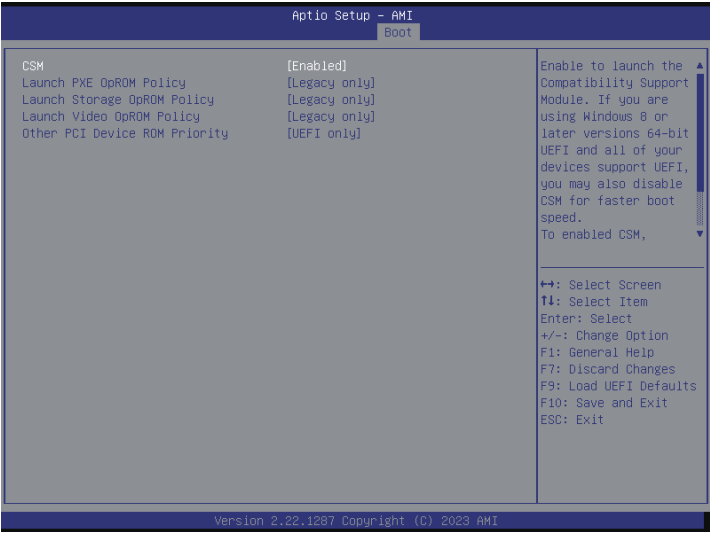 Aptio Setup – AMI
Boot
CSM [Enabled]
Launch PXE OpROM Policy [Legacy only]
Launch Storage OpROM Policy [Legacy only]
Launch Video OpROM Policy [Legacy only]
Other PCI Device ROM Priority [UEFI only]
Enable to launch the
Compatibility Support
Module. If you are
using Windows 8 or
later versions 64-bit
UEFI and all of your
devices support UEFI,
you may also disable
CSM for faster boot
speed.
To enabled CSM,
↔: Select Screen
↑↓: Select Item
Enter: Select
+/-: Change Option
F1: General Help
F7: Discard Changes
F9: Load UEFI Defaults
F10: Save and Exit
ESC: Exit
Version 2.22.1287 Copyright (C) 2023 AMI